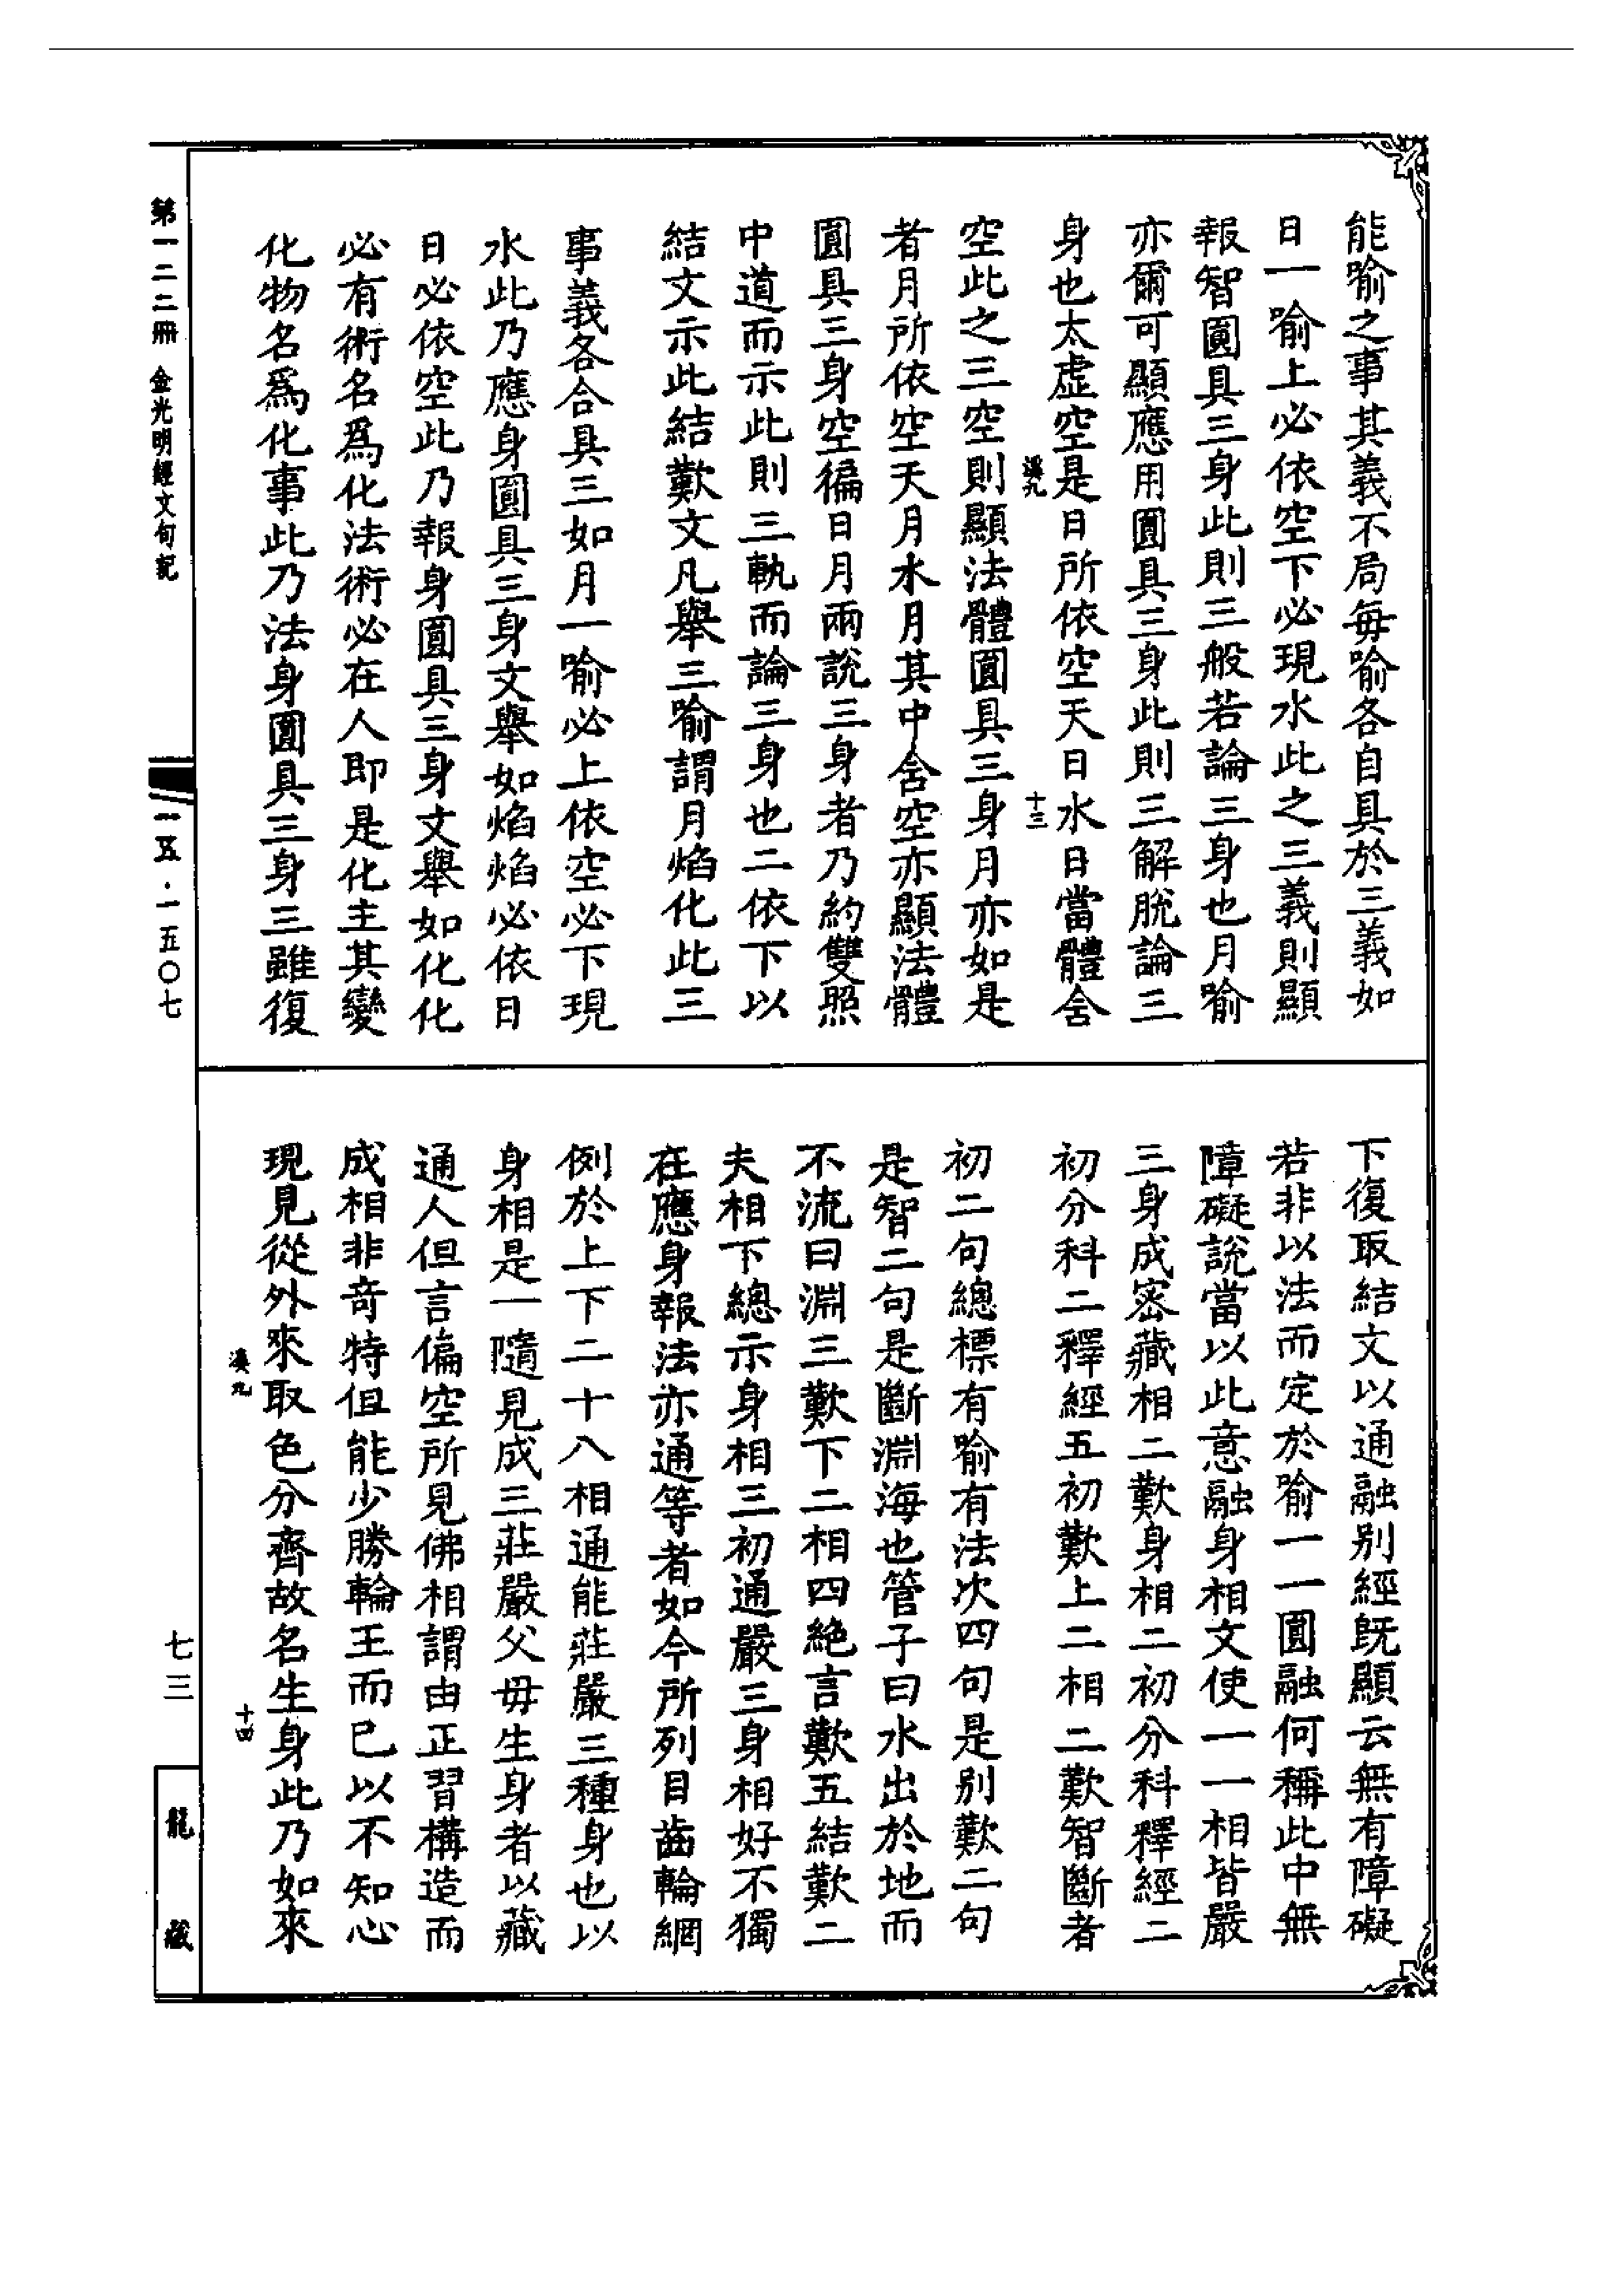 能喻之事其義不局毎喻各自具於三義如
日一喻上必依空下必現水此之三義則顯
報智圓具三身此則三般若論三身也月喻
亦爾可顯應用圓具三身此則三解脫論三
身也太虛空是日所依空天日水日當體舍
溪九
十三
空此之三空則顯法體圓具三身月亦如是
者月所依空天月水月其中舍空亦顯法體
圓具三身空徧日月兩說三身者乃約雙照
中道而示此則三軌而論三身也二依下以
結文示此結歎文凡舉三喻謂月焰化此三
事義各合具三如月一喻必上依空必下現
水此乃應身圓具三身文舉如焰焰必依日
日必依空此乃報身圓具三身文舉如化化
必有術名爲化法術必在人即是化主其變
化物名爲化事此乃法身圓具三身三雖復
下復取結文以通融别經旣顯云無有障礙
若非以法而定於喻一一圓融何稱此中無
障礙說當以此意融身相文使一一相皆嚴
三身成密藏相二歎身相二初分科釋經二
初分科二釋經五初歎上二相二歎智斷者
初二句總標有喻有法次四句是别歎二句
是智二句是斷淵海也管子曰水出於地而
不流曰淵三歎下二相四絶言歎五結歎二
夫相下總示身相三初通嚴三身相好不獨
在應身報法亦通等者如今所列目齒輪網
例於上下二十八相通能莊嚴三種身也以
身相是一隨見成三莊嚴父毋生身者以藏
通人但言偏空所見佛相謂由正習構造而
成相非竒特但能少勝輪王而已以不知心
現見從外來取色分齊故名生身此乃如來
溪九
十四
第一二二冊 金光明經文句記
一五·一五〇七
七三
龍藏